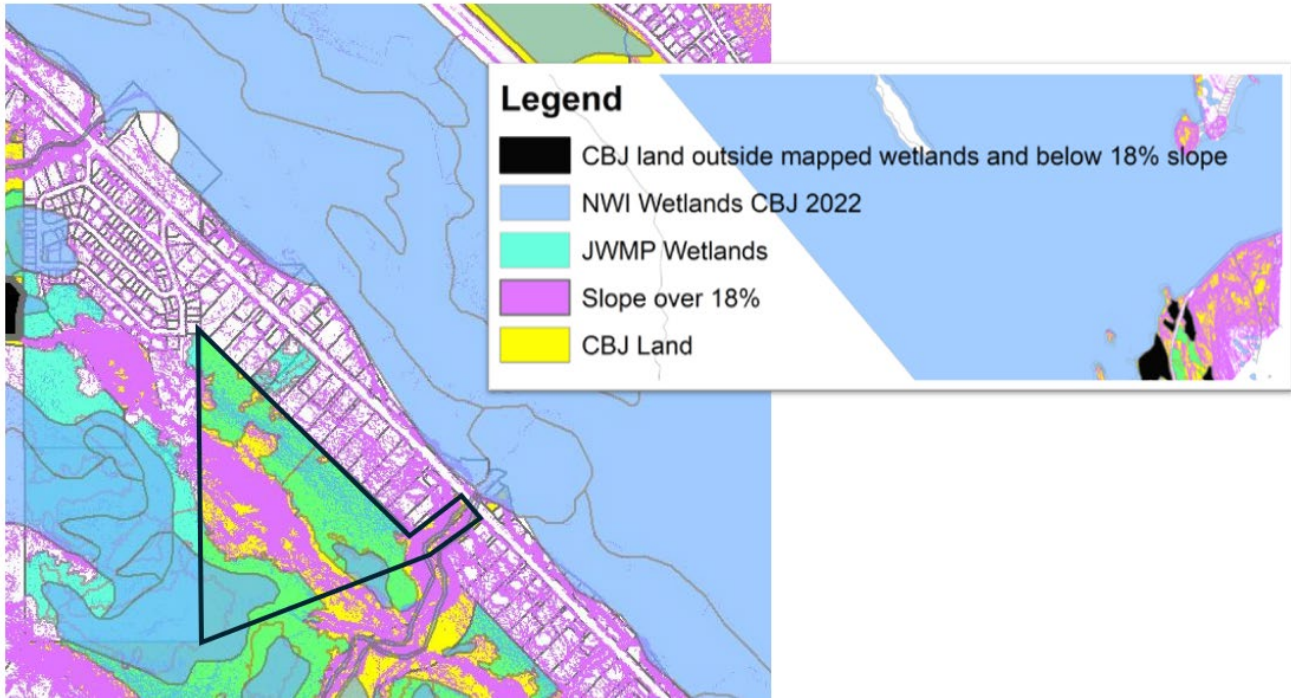 Legend
CBJ land outside mapped wetlands and below 18% slope
NWI Wetlands CBJ 2022
JWMP Wetlands
Slope over 18%
CBJ Land